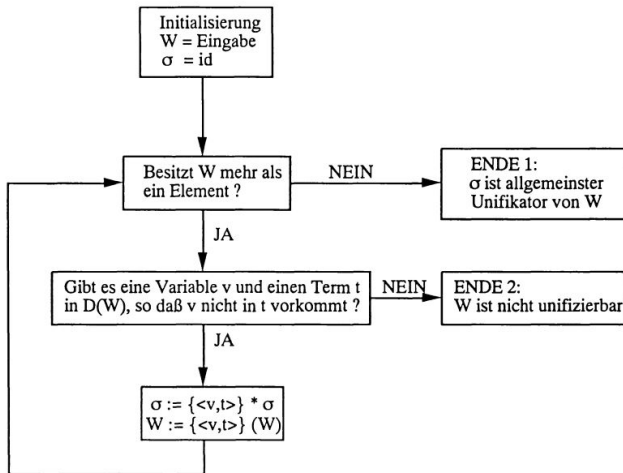 Initialisierung
W = Eingabe
σ = id
Besitzt W mehr als
ein Element ?
NEIN
ENDE 1:
σ ist allgemeinster
Unifikator von W
JA
Gibt es eine Variable v und einen Term t
in D(W), so daß v nicht in t vorkommt ?
NEIN
ENDE 2:
W ist nicht unifizierbar
JA
σ := {<v,t>} * σ
W := {<v,t>} (W)